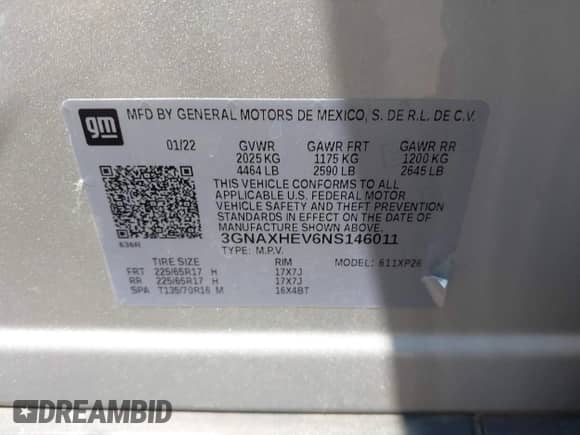 gm
MFD BY GENERAL MOTORS DE MEXICO, S. DE R.L. DE C.V.
01/22 GVWR GAWR FRT GAWR RR
2025 KG 1175 KG 1200 KG
4464 LB 2590 LB 2645 LB
THIS VEHICLE CONFORMS TO ALL
APPLICABLE U.S. FEDERAL MOTOR
VEHICLE SAFETY AND THEFT PREVENTION
STANDARDS IN EFFECT ON THE DATE OF
MANUFACTURE SHOWN ABOVE.
636R 3GNAXHEV6NS146011
TYPE: M.P.V.
TIRE SIZE RIM MODEL: 611XP26
FRT 225/65R17 H 17X7J
RR 225/65R17 H 17X7J
SPA T135/70R16 M 16X4BT
DREAMBID